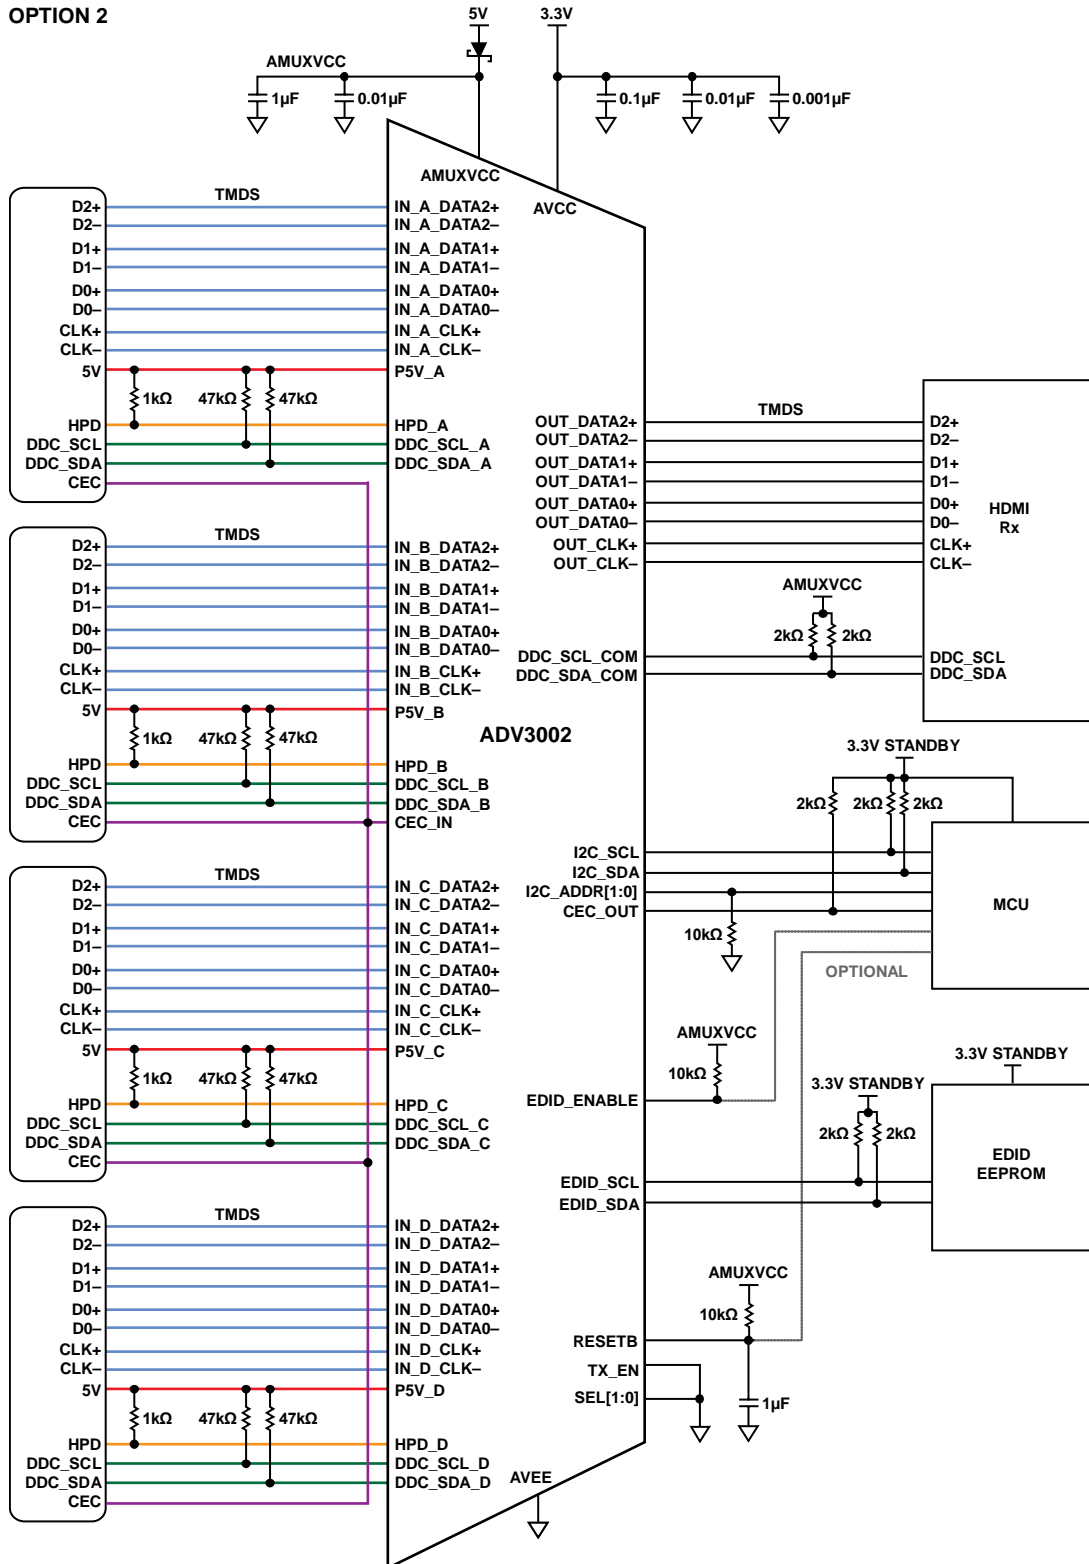 OPTION 2
5V
3.3V
AMUXVCC
1µF
0.01µF
0.1µF
0.01µF
0.001µF
AMUXVCC
AVCC
TMDS
D2+
IN_A_DATA2+
D2–
IN_A_DATA2–
D1+
IN_A_DATA1+
D1–
IN_A_DATA1–
D0+
IN_A_DATA0+
D0–
IN_A_DATA0–
CLK+
IN_A_CLK+
CLK–
IN_A_CLK–
5V
P5V_A
1kΩ
47kΩ
47kΩ
HPD
HPD_A
DDC_SCL
DDC_SCL_A
DDC_SDA
DDC_SDA_A
CEC
TMDS
D2+
IN_B_DATA2+
D2–
IN_B_DATA2–
D1+
IN_B_DATA1+
D1–
IN_B_DATA1–
D0+
IN_B_DATA0+
D0–
IN_B_DATA0–
CLK+
IN_B_CLK+
CLK–
IN_B_CLK–
5V
P5V_B
1kΩ
47kΩ
47kΩ
HPD
HPD_B
DDC_SCL
DDC_SCL_B
DDC_SDA
DDC_SDA_B
CEC
CEC_IN
TMDS
D2+
IN_C_DATA2+
D2–
IN_C_DATA2–
D1+
IN_C_DATA1+
D1–
IN_C_DATA1–
D0+
IN_C_DATA0+
D0–
IN_C_DATA0–
CLK+
IN_C_CLK+
CLK–
IN_C_CLK–
5V
P5V_C
1kΩ
47kΩ
47kΩ
HPD
HPD_C
DDC_SCL
DDC_SCL_C
DDC_SDA
DDC_SDA_C
CEC
TMDS
D2+
IN_D_DATA2+
D2–
IN_D_DATA2–
D1+
IN_D_DATA1+
D1–
IN_D_DATA1–
D0+
IN_D_DATA0+
D0–
IN_D_DATA0–
CLK+
IN_D_CLK+
CLK–
IN_D_CLK–
5V
P5V_D
1kΩ
47kΩ
47kΩ
HPD
HPD_D
DDC_SCL
DDC_SCL_D
DDC_SDA
DDC_SDA_D
CEC
ADV3002
AVEE
TMDS
OUT_DATA2+
D2+
OUT_DATA2–
D2–
OUT_DATA1+
D1+
OUT_DATA1–
D1–
OUT_DATA0+
D0+
OUT_DATA0–
D0–
OUT_CLK+
CLK+
OUT_CLK–
CLK–
HDMI
Rx
AMUXVCC
2kΩ
2kΩ
DDC_SCL_COM
DDC_SCL
DDC_SDA_COM
DDC_SDA
3.3V STANDBY
2kΩ
2kΩ
2kΩ
I2C_SCL
I2C_SDA
I2C_ADDR[1:0]
CEC_OUT
MCU
10kΩ
OPTIONAL
AMUXVCC
10kΩ
EDID_ENABLE
3.3V STANDBY
3.3V STANDBY
2kΩ
2kΩ
EDID
EEPROM
EDID_SCL
EDID_SDA
AMUXVCC
10kΩ
RESETB
TX_EN
SEL[1:0]
1µF